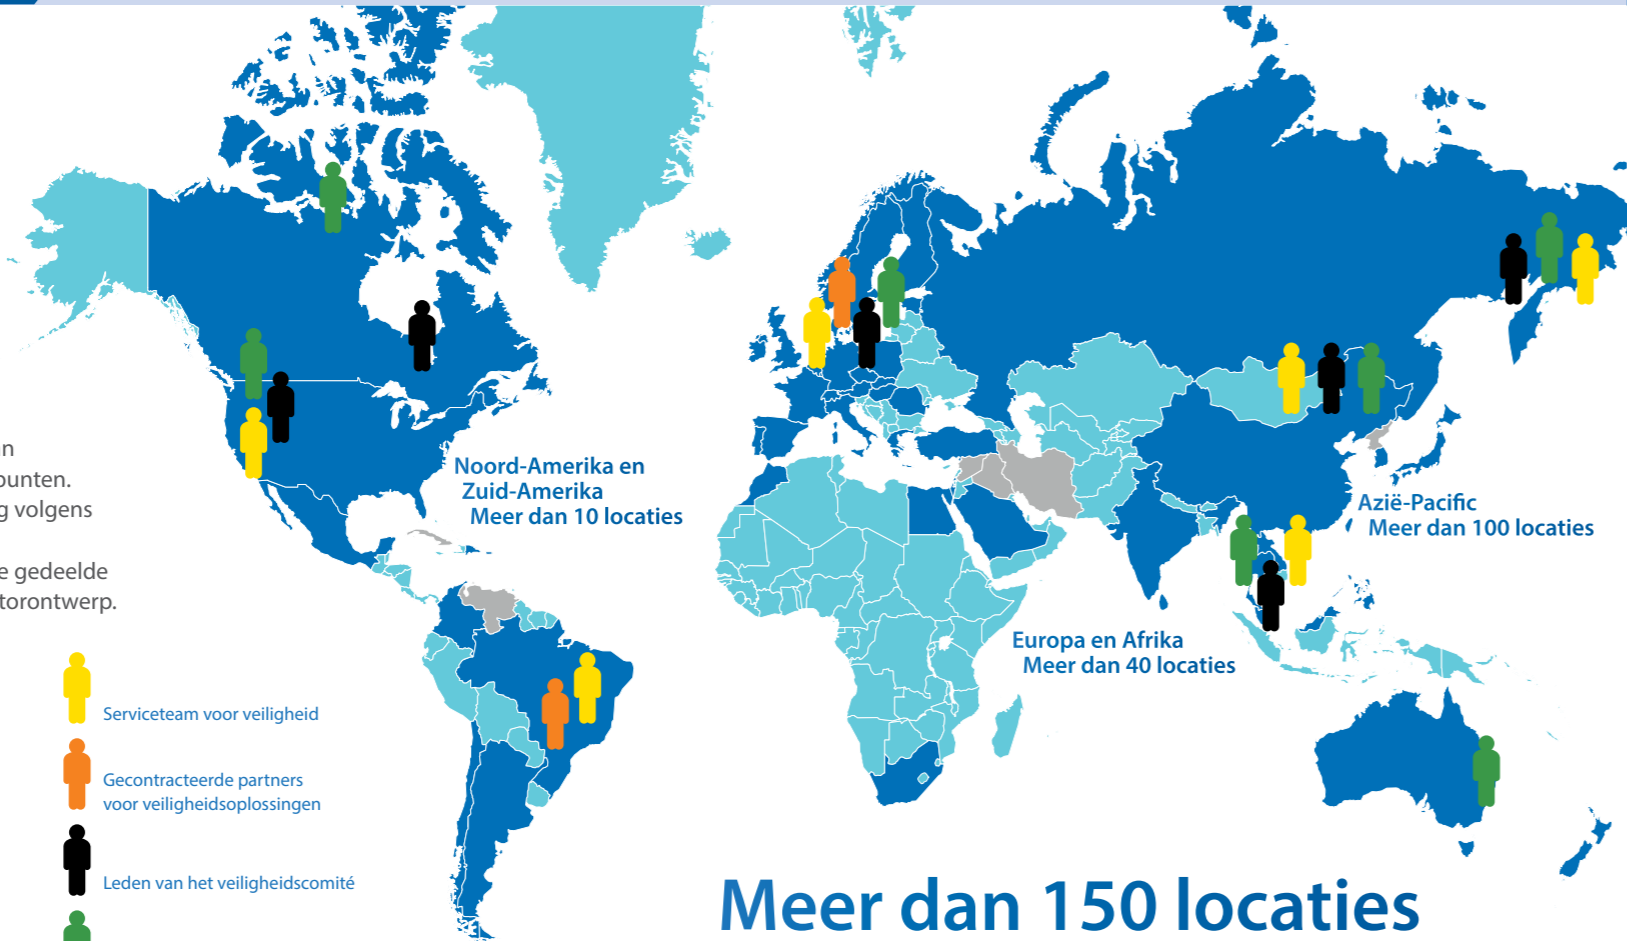 an
punten.
g volgens
e gedeelde
torontwerp.
Noord-Amerika en
Zuid-Amerika
Meer dan 10 locaties
Azië-Pacific
Meer dan 100 locaties
Europa en Afrika
Meer dan 40 locaties
Serviceteam voor veiligheid
Gecontracteerde partners
voor veiligheidsoplossingen
Leden van het veiligheidscomité
Meer dan 150 locaties